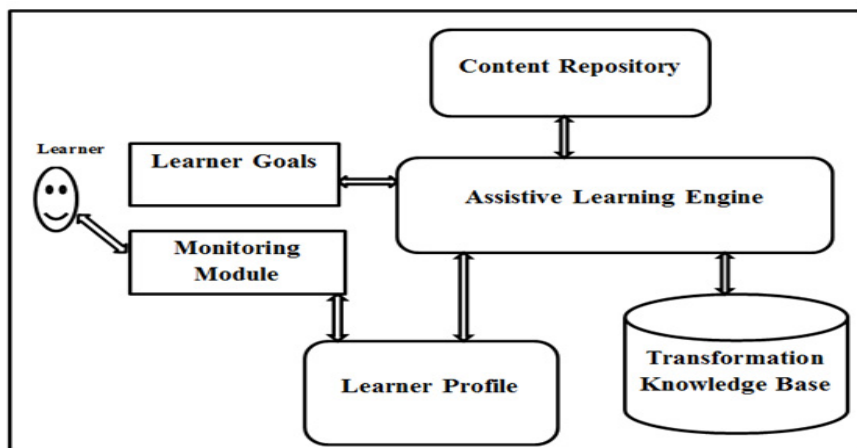 Content Repository
Learner
Learner Goals
Assistive Learning Engine
Monitoring
Module
Learner Profile
Transformation
Knowledge Base